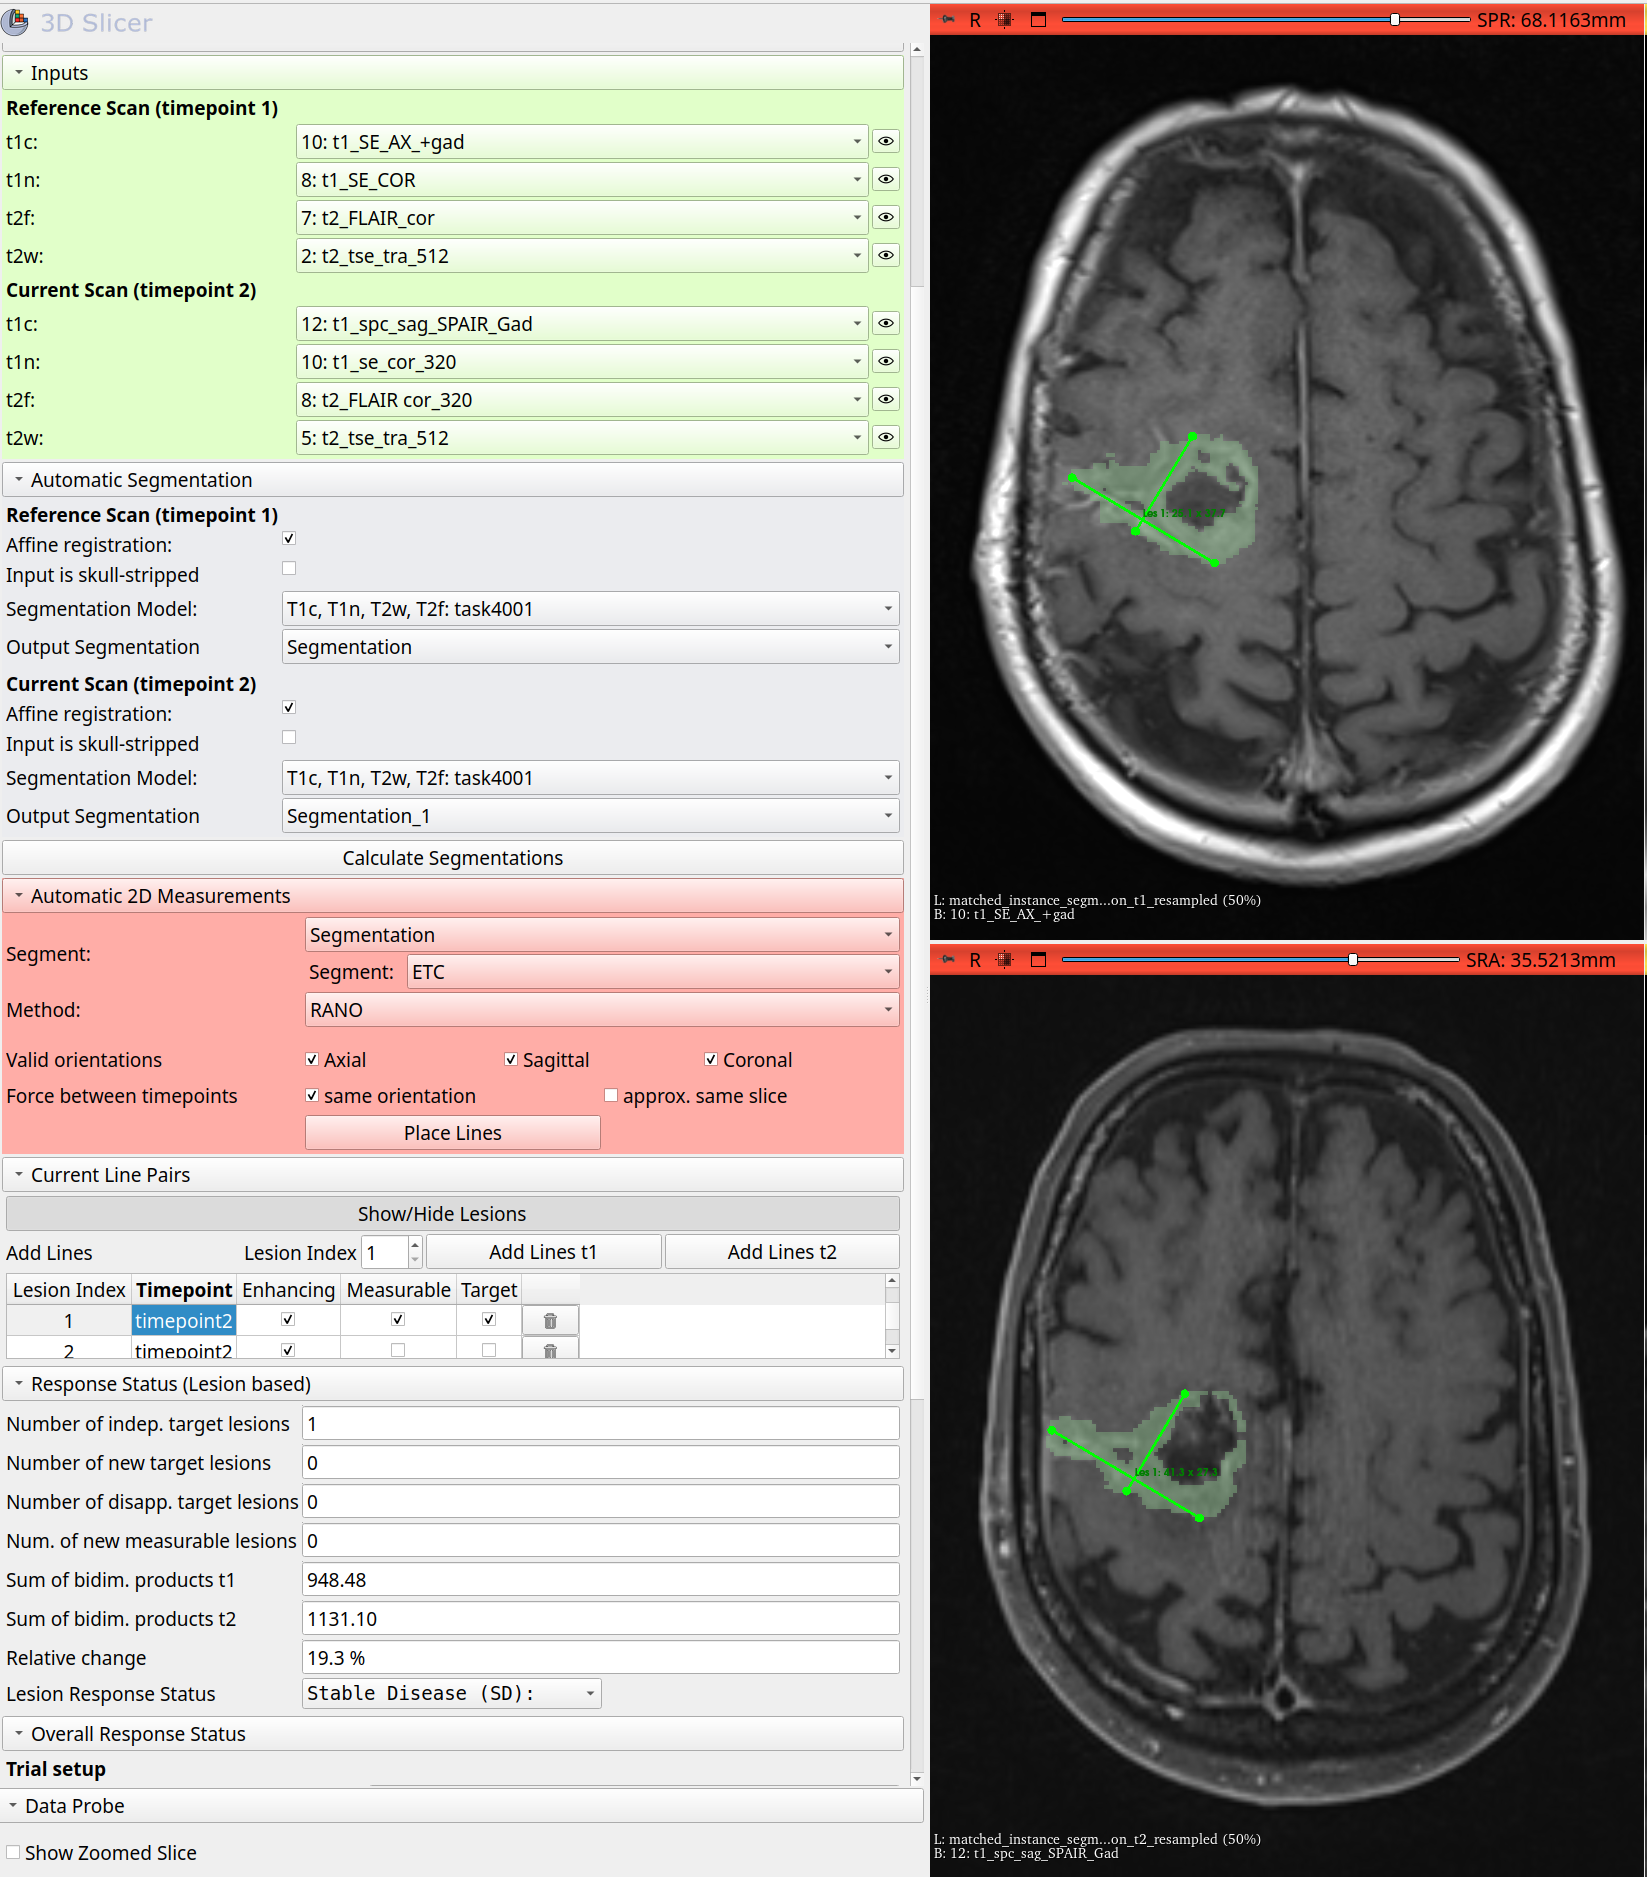 3D Slicer
Inputs
Reference Scan (timepoint 1)
t1c: 10: t1_SE_AX_+gad
t1n: 8: t1_SE_COR
t2f: 7: t2_FLAIR_cor
t2w: 2: t2_tse_tra_512
Current Scan (timepoint 2)
t1c: 12: t1_spc_sag_SPAIR_Gad
t1n: 10: t1_se_cor_320
t2f: 8: t2_FLAIR cor_320
t2w: 5: t2_tse_tra_512
Automatic Segmentation
Reference Scan (timepoint 1)
Affine registration:
Input is skull-stripped
Segmentation Model: T1c, T1n, T2w, T2f: task4001
Output Segmentation Segmentation
Current Scan (timepoint 2)
Affine registration:
Input is skull-stripped
Segmentation Model: T1c, T1n, T2w, T2f: task4001
Output Segmentation Segmentation_1
Calculate Segmentations
Automatic 2D Measurements
Segment: Segmentation
Segment: ETC
Method: RANO
Valid orientations Axial Sagittal Coronal
Force between timepoints same orientation approx. same slice
Place Lines
Current Line Pairs
Show/Hide Lesions
Add Lines Lesion Index 1 Add Lines t1 Add Lines t2
Lesion Index Timepoint Enhancing Measurable Target
1 timepoint2
2 timepoint2
Response Status (Lesion based)
Number of indep. target lesions 1
Number of new target lesions 0
Number of disapp. target lesions 0
Num. of new measurable lesions 0
Sum of bidim. products t1 948.48
Sum of bidim. products t2 1131.10
Relative change 19.3 %
Lesion Response Status Stable Disease (SD):
Overall Response Status
Trial setup
Data Probe
Show Zoomed Slice
R SPR: 68.1163mm
Les 1:
L: matched_instance_segm...on_t1_resampled (50%)
B: 10: t1_SE_AX_+gad
R SRA: 35.5213mm
Les 1: 41.3 x 27.3
L: matched_instance_segm...on_t2_resampled (50%)
B: 12: t1_spc_sag_SPAIR_Gad